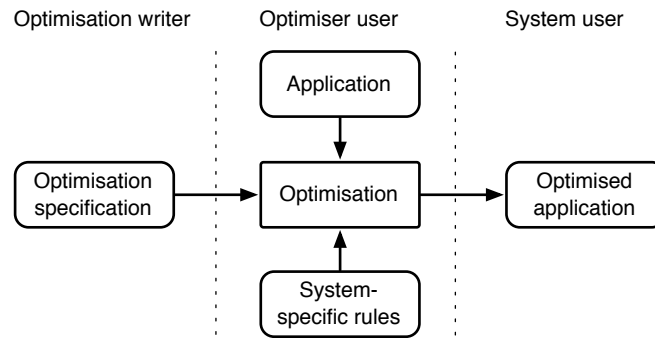 Optimisation writer
Optimiser user
System user
Application
Optimisation
specification
Optimisation
Optimised
application
System-
specific rules